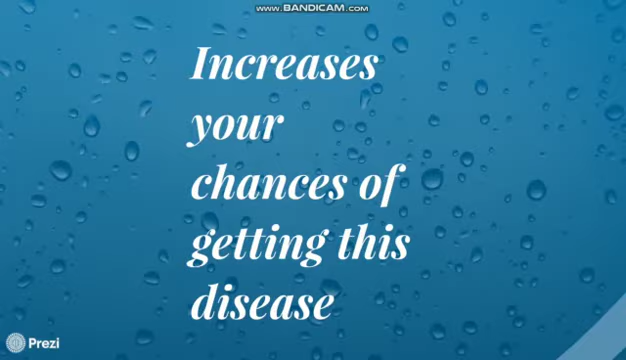 www.BANDICAM.com
Increases
your
chances of
getting this
disease
Prezi